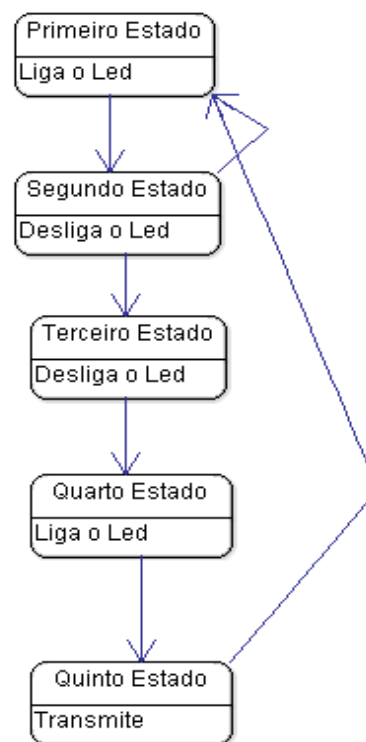 Primeiro Estado
Liga o Led
Segundo Estado
Desliga o Led
Terceiro Estado
Desliga o Led
Quarto Estado
Liga o Led
Quinto Estado
Transmite